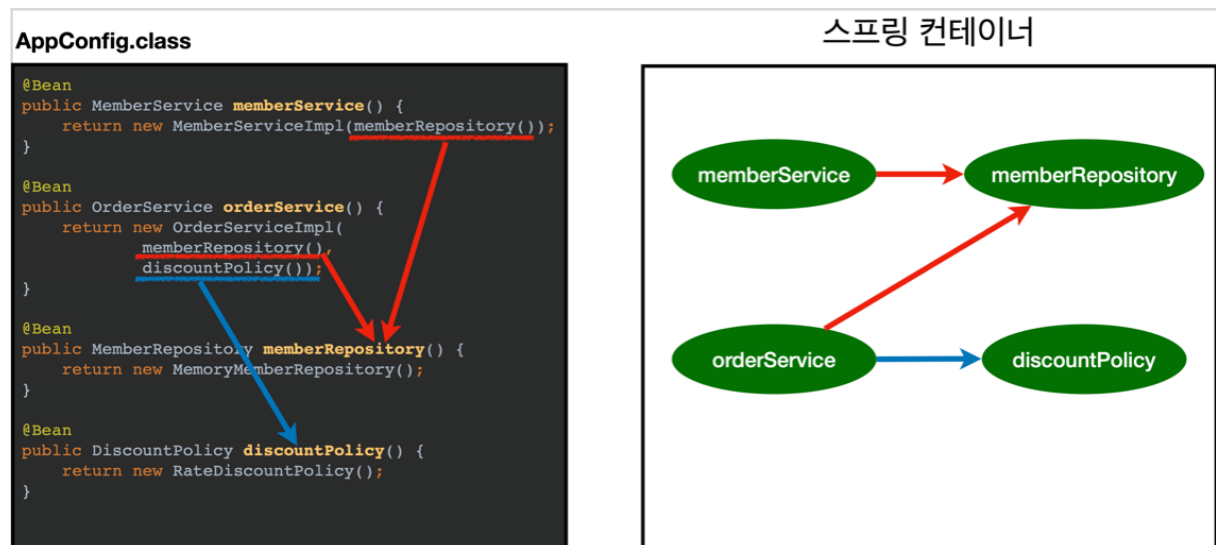 AppConfig.class
@Bean
public MemberService memberService() {
return new MemberServiceImpl(memberRepository());
}
@Bean
public OrderService orderService() {
return new OrderServiceImpl(
memberRepository(),
discountPolicy());
}
@Bean
public MemberRepository memberRepository() {
return new MemoryMemberRepository();
}
@Bean
public DiscountPolicy discountPolicy() {
return new RateDiscountPolicy();
}
스프링 컨테이너
memberService
memberRepository
orderService
discountPolicy